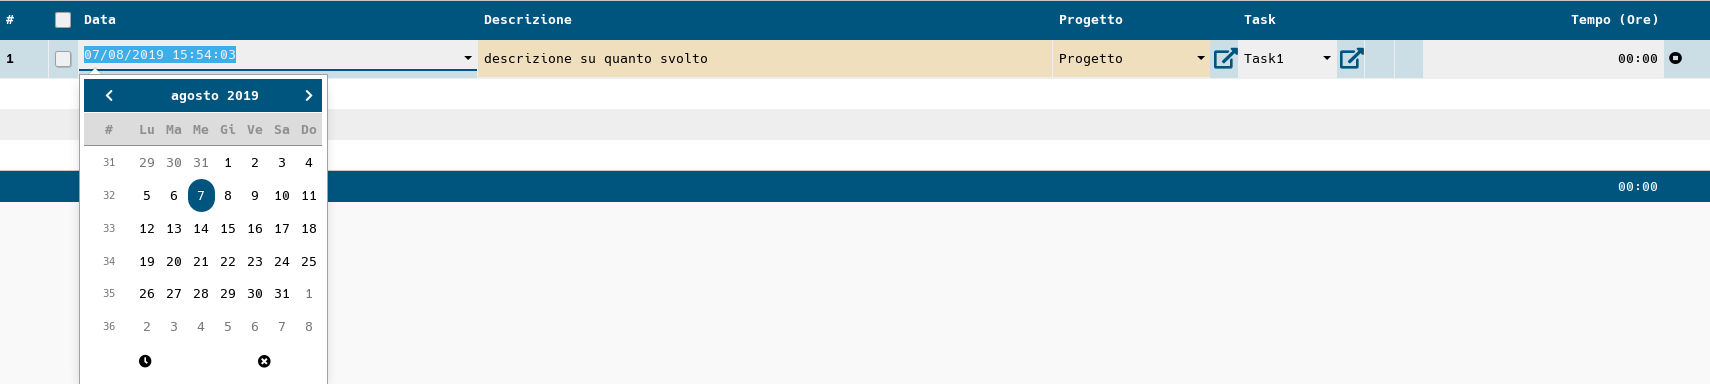 # Data Descrizione Progetto Task Tempo (Ore)
1 07/08/2019 15:54:03 descrizione su quanto svolto Progetto Task1 00:00
agosto 2019
# Lu Ma Me Gi Ve Sa Do
31 29 30 31 1 2 3 4
32 5 6 7 8 9 10 11
00:00
33 12 13 14 15 16 17 18
34 19 20 21 22 23 24 25
35 26 27 28 29 30 31 1
36 2 3 4 5 6 7 8